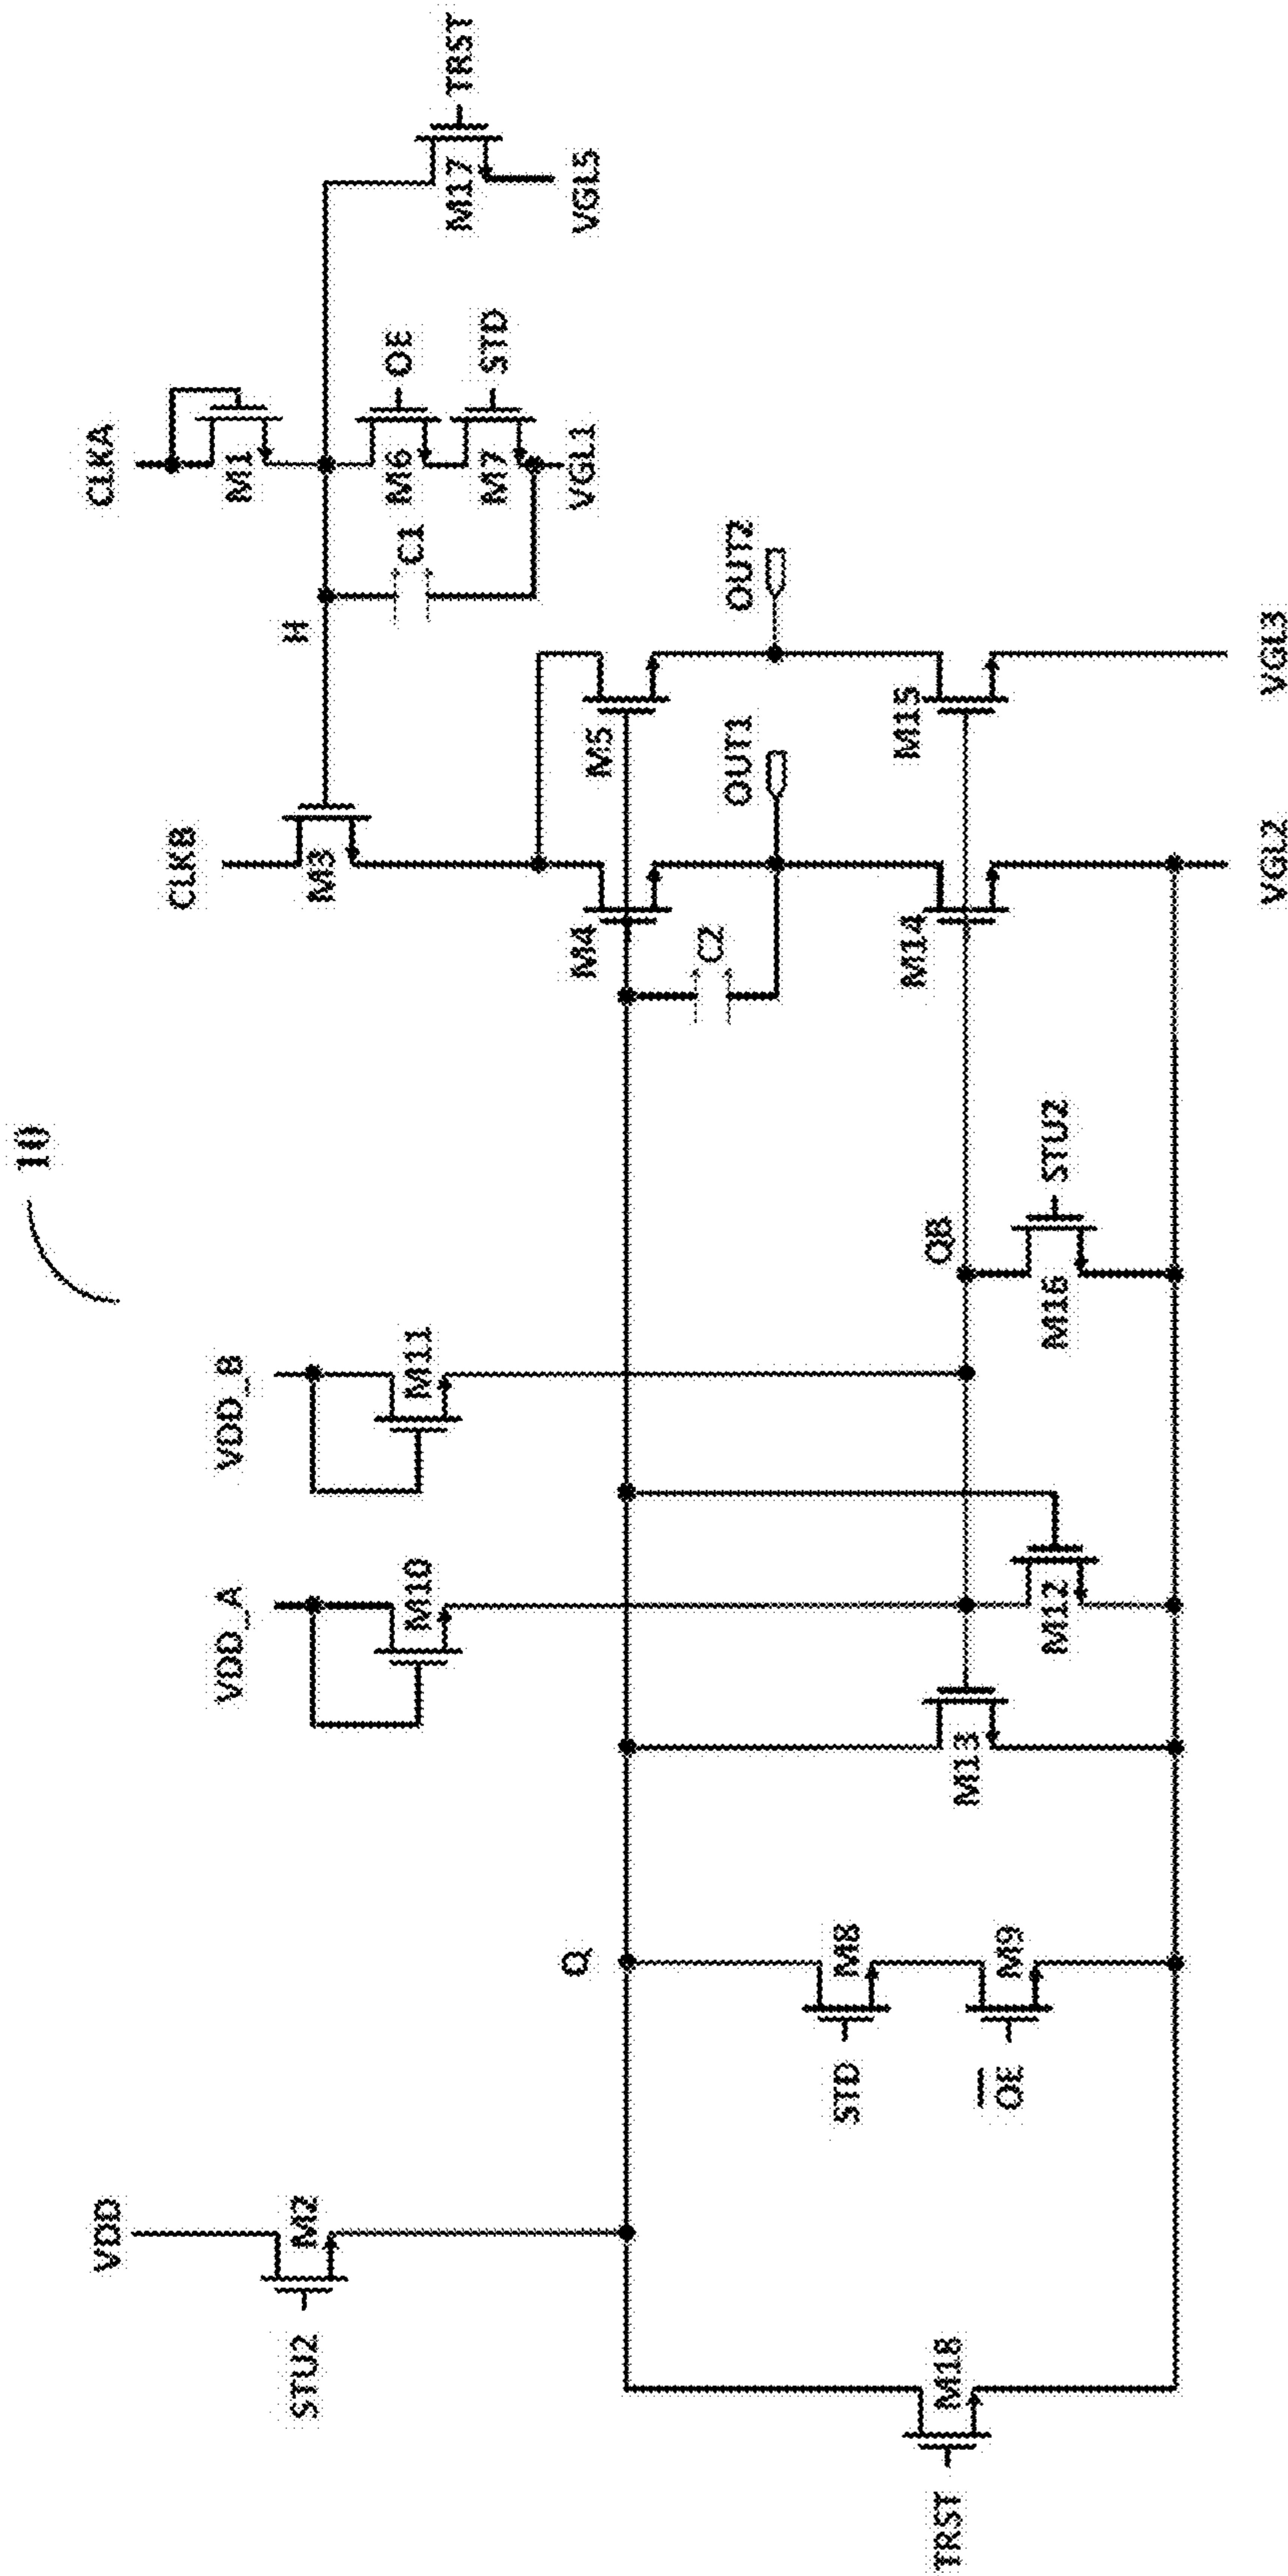 10
VDD
STU2
M2
VDD_A
M10
VDD_B
M11
CLKB
M3
H
CLKA
M1
C1
M6
OE
M7
STD
VGL1
TRST
M17
VGL5
Q
M4
M5
C2
OUT1
OUT2
STD
M8
OE
M9
TRST
M18
M13
M12
QB
M16
STU2
M14
M15
VGL2
VGL3